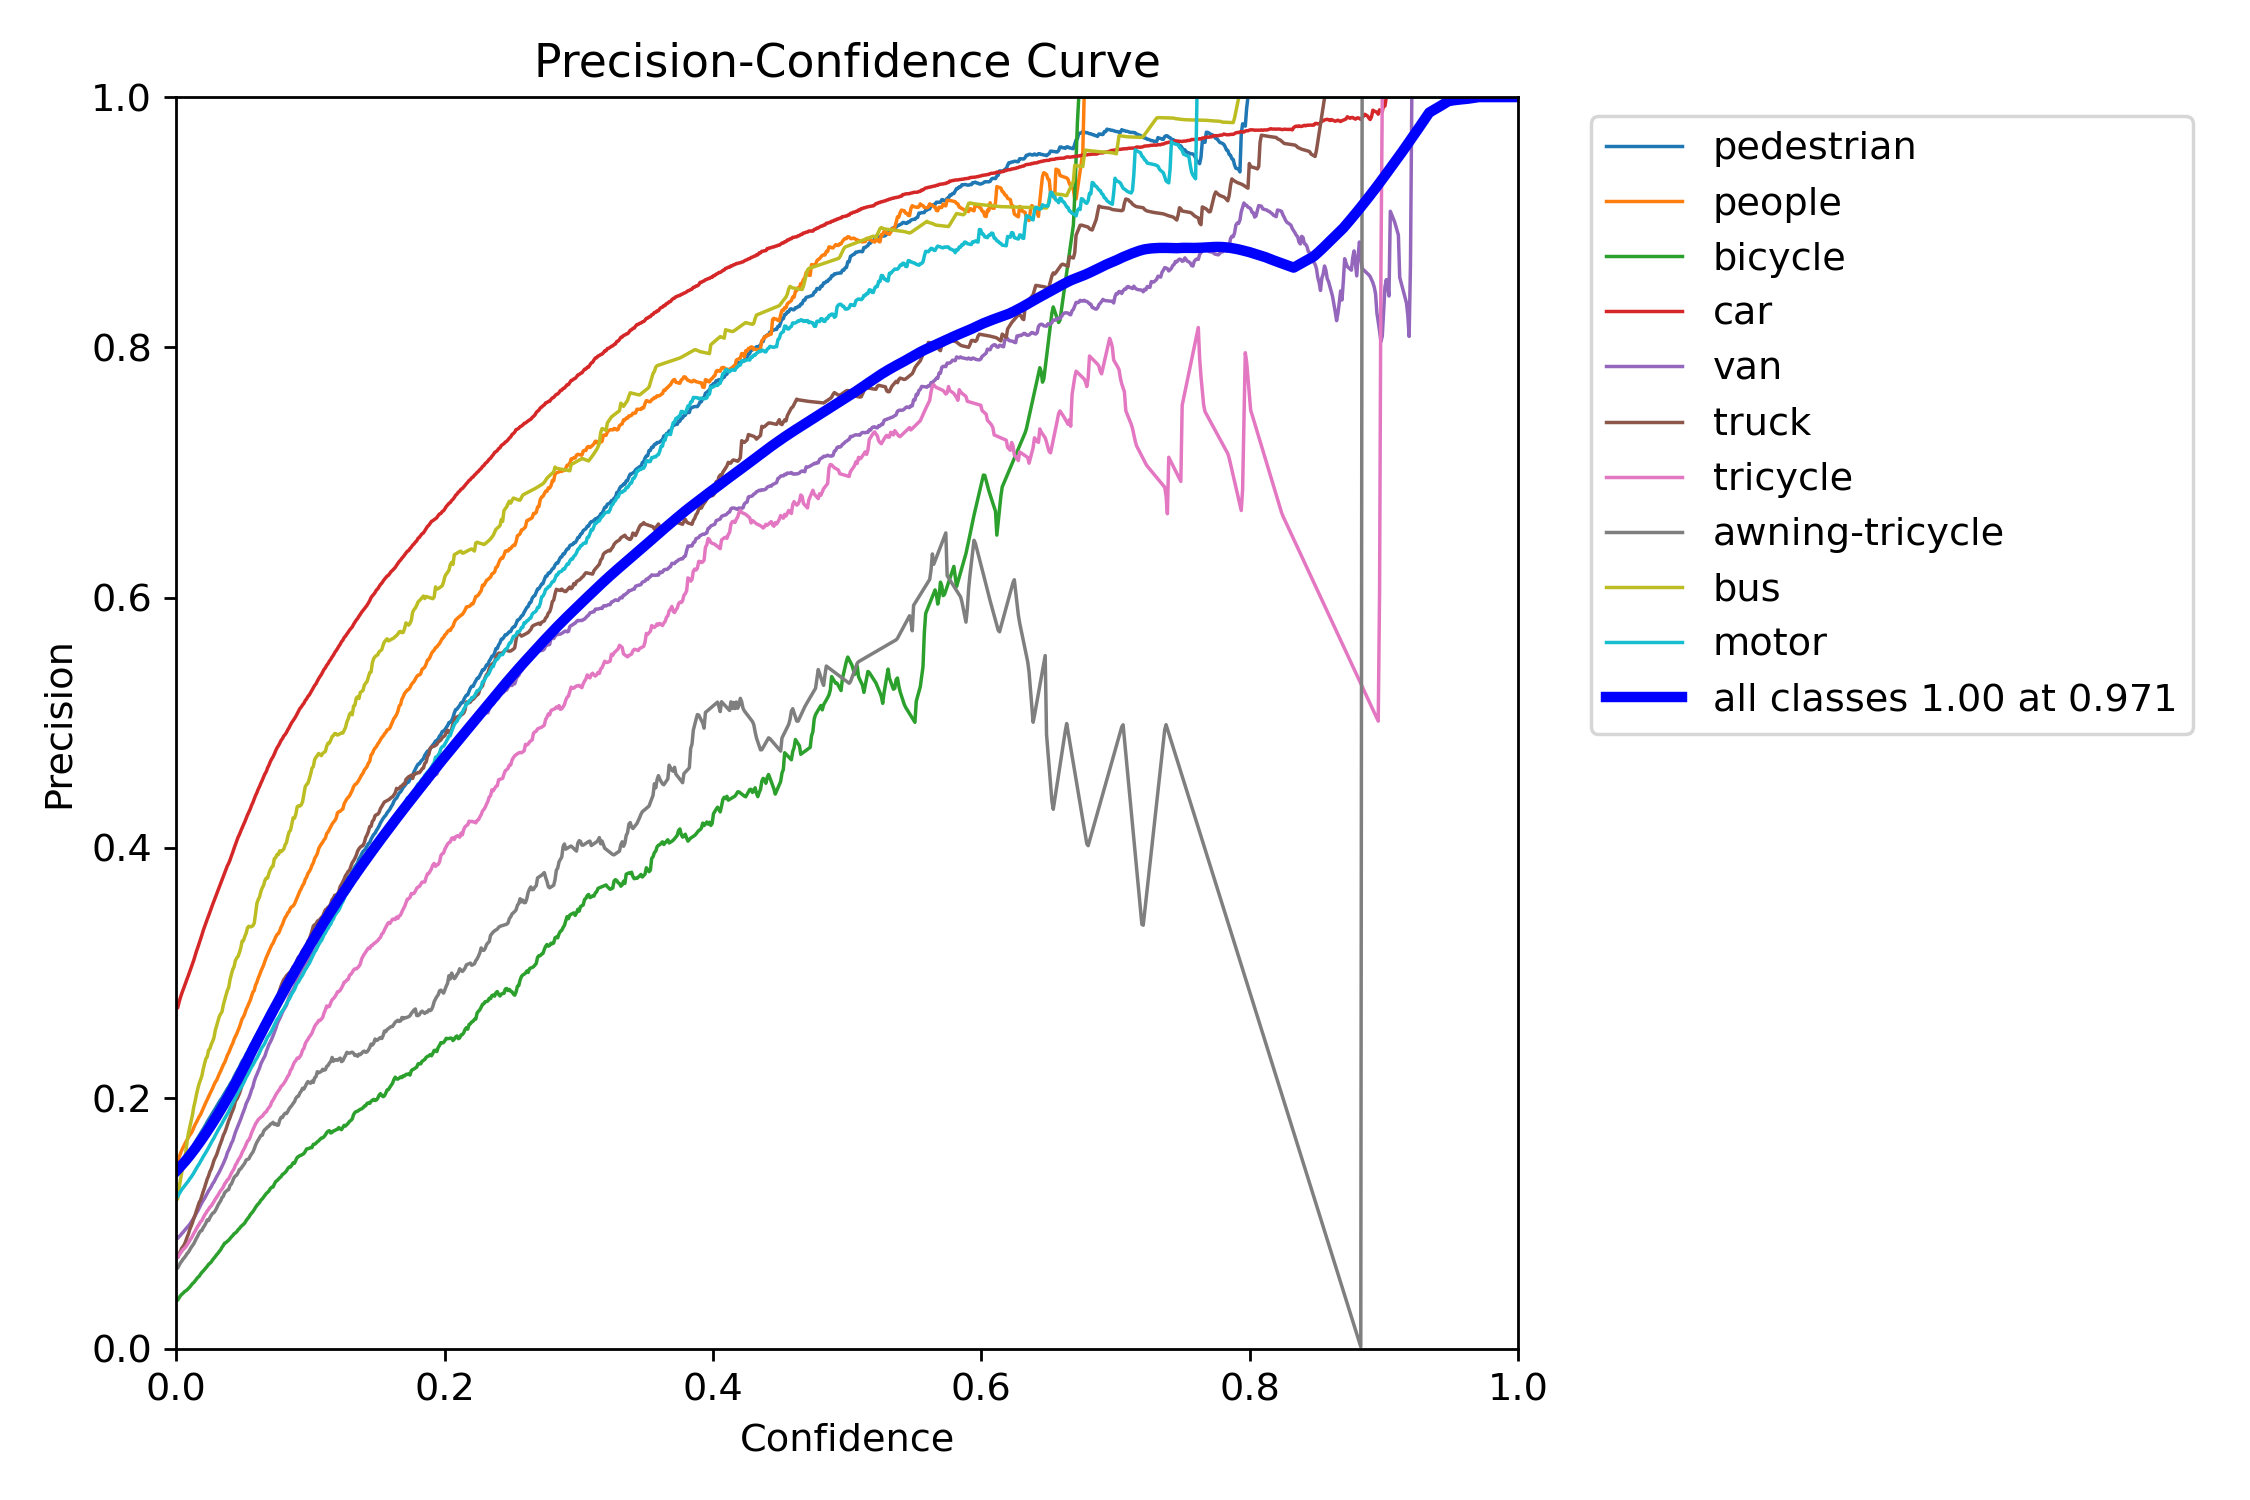 Precision-Confidence Curve
1.0
0.8
0.6
0.4
0.2
0.0
Precision
0.0 0.2 0.4 0.6 0.8 1.0
Confidence
pedestrian
people
bicycle
car
van
truck
tricycle
awning-tricycle
bus
motor
all classes 1.00 at 0.971